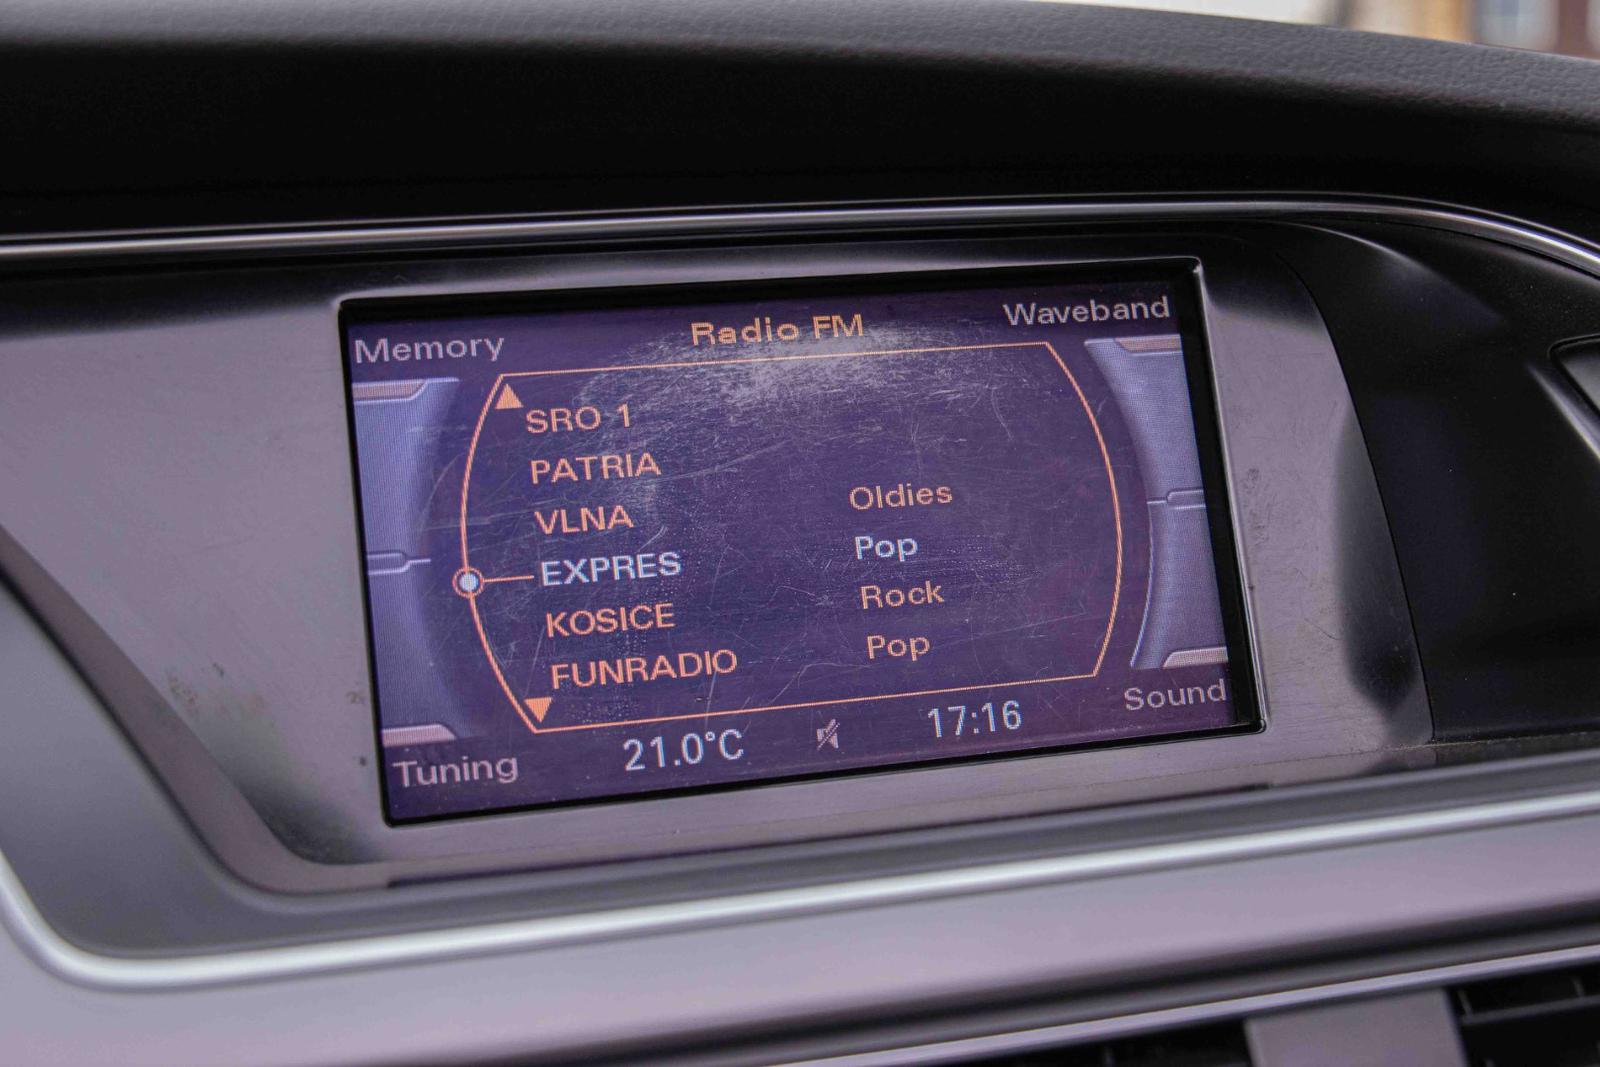 Memory Radio FM Waveband
SRO 1
PATRIA
VLNA Oldies
EXPRES Pop
KOSICE Rock
FUNRADIO Pop
Tuning 21.0°C 17:16 Sound